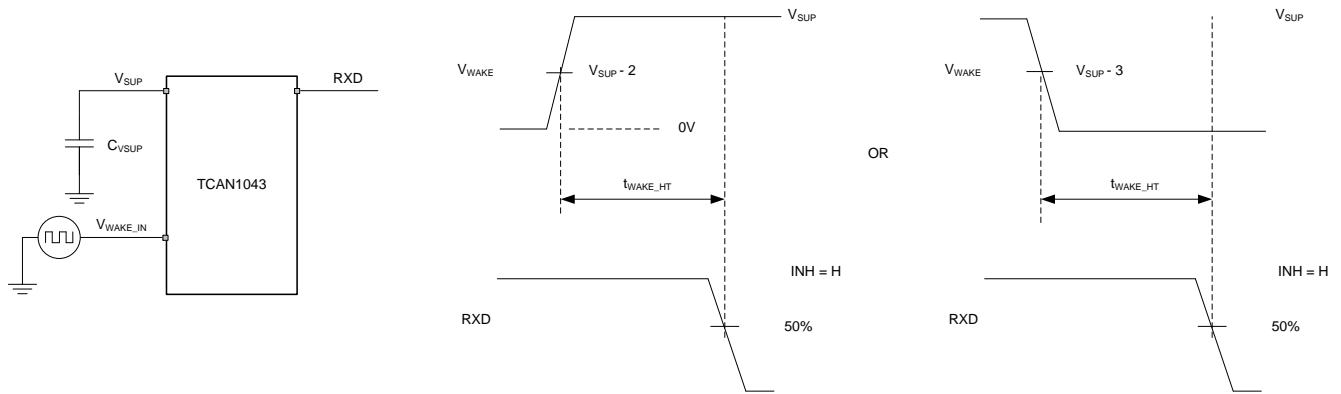 V_SUP
RXD
C_VSUP
TCAN1043
V_WAKE_IN
V_SUP
V_WAKE
V_SUP - 2
0V
t_WAKE_HT
INH = H
RXD
50%
OR
V_SUP
V_WAKE
V_SUP - 3
t_WAKE_HT
INH = H
RXD
50%